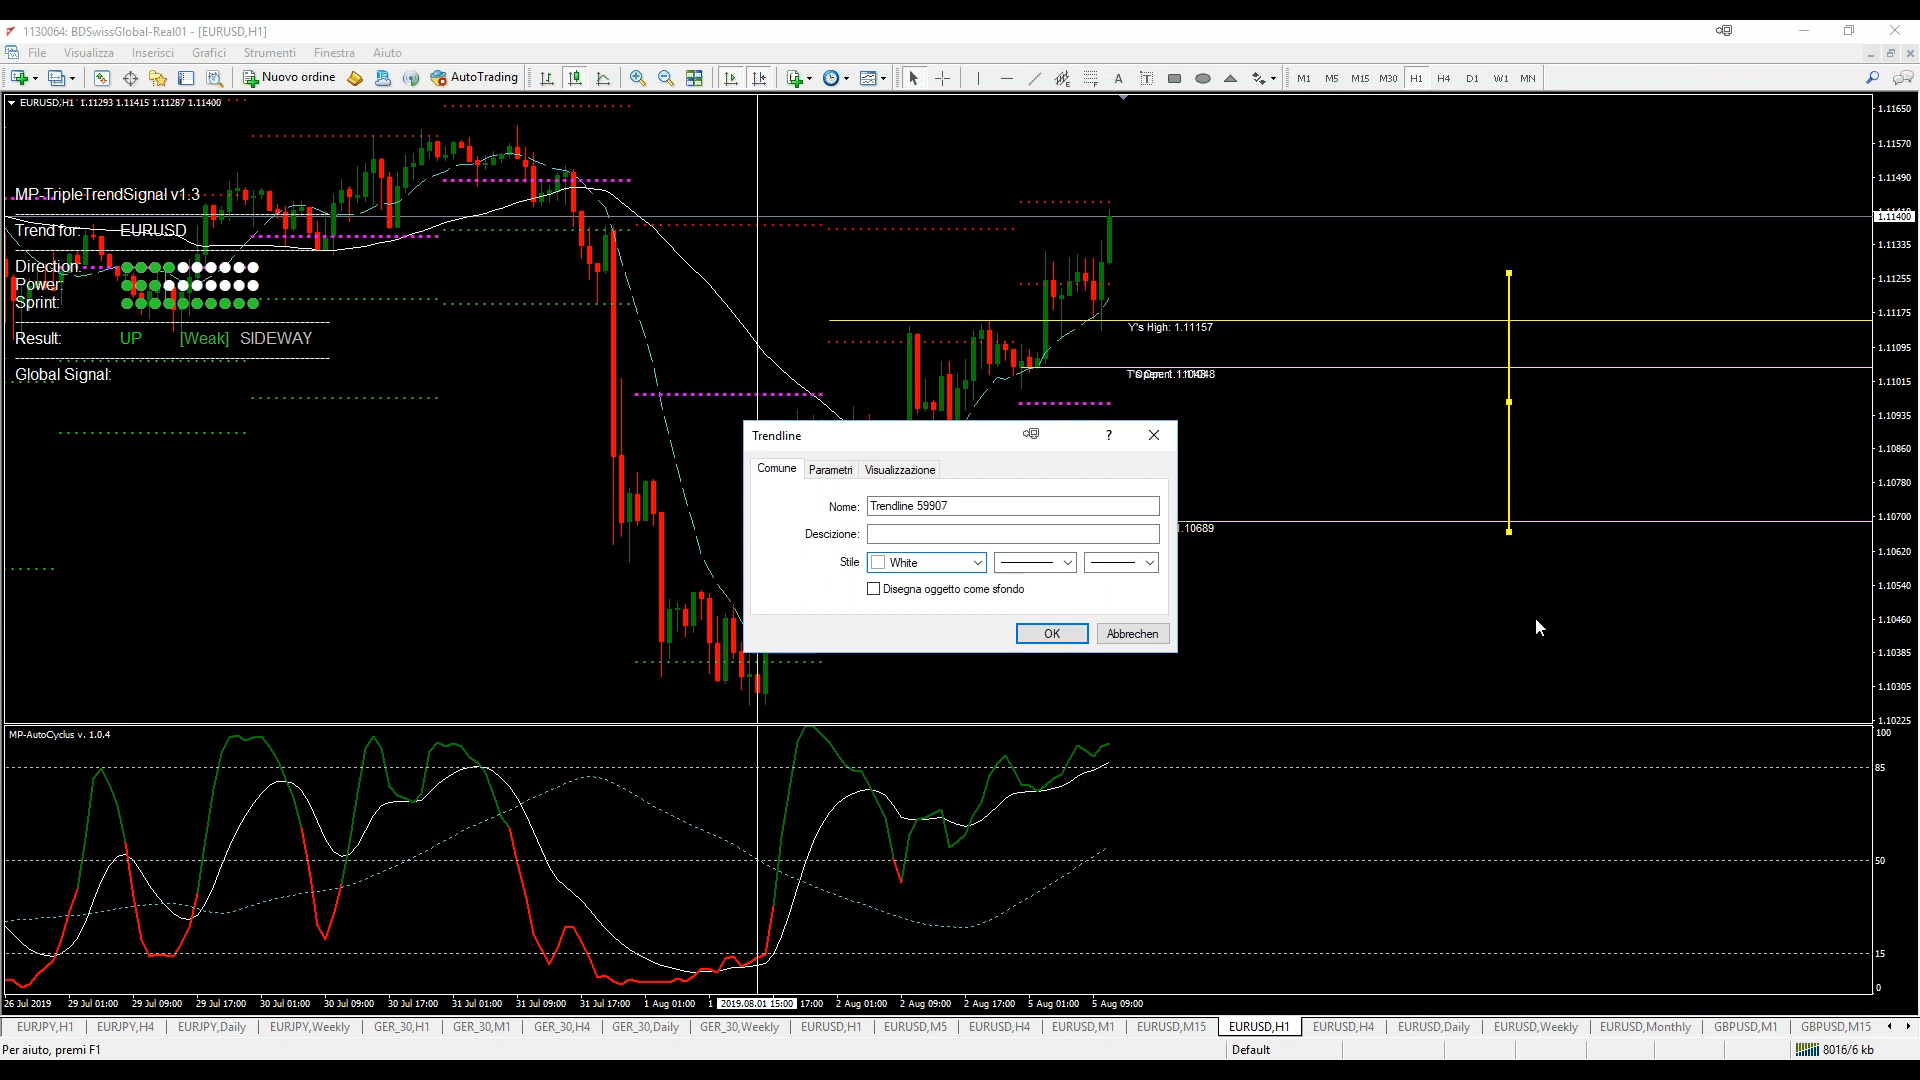 1130064: BDSwissGlobal-Real01 - [EURUSD,H1]
File Visualizza Inserisci Grafici Strumenti Finestra Aiuto
Nuovo ordine AutoTrading A T M1 M5 M15 M30 H1 H4 D1 W1 MN
EURUSD,H1 1.11293 1.11415 1.11287 1.11400
MP-TripleTrendSignal v1.3
Trend for: EURUSD
Direction:
Power:
Sprint:
Result: UP [Weak] SIDEWAY
Global Signal:
Y's High: 1.11157
1.10689
1.11650
1.11570
1.11490
1.11400
1.11335
1.11255
1.11175
1.11095
1.11015
1.10935
1.10860
1.10780
1.10700
1.10620
1.10540
1.10460
1.10385
1.10305
1.10225
Trendline ?
Comune Parametri Visualizzazione
Nome: Trendline 59907
Descizione:
Stile White
Disegna oggetto come sfondo
OK Abbrechen
MP-AutoCyclus v. 1.0.4
100
85
50
15
0
26 Jul 2019 29 Jul 01:00 29 Jul 09:00 29 Jul 17:00 30 Jul 01:00 30 Jul 09:00 30 Jul 17:00 31 Jul 01:00 31 Jul 09:00 31 Jul 17:00 1 Aug 01:00 1 2019.08.01 15:00 17:00 2 Aug 01:00 2 Aug 09:00 2 Aug 17:00 5 Aug 01:00 5 Aug 09:00
EURJPY,H1 EURJPY,H4 EURJPY,Daily EURJPY,Weekly GER_30,H1 GER_30,M1 GER_30,H4 GER_30,Daily GER_30,Weekly EURUSD,H1 EURUSD,M5 EURUSD,H4 EURUSD,M1 EURUSD,M15 EURUSD,H1 EURUSD,H4 EURUSD,Daily EURUSD,Weekly EURUSD,Monthly GBPUSD,M1 GBPUSD,M15
Per aiuto, premi F1 Default 8016/6 kb